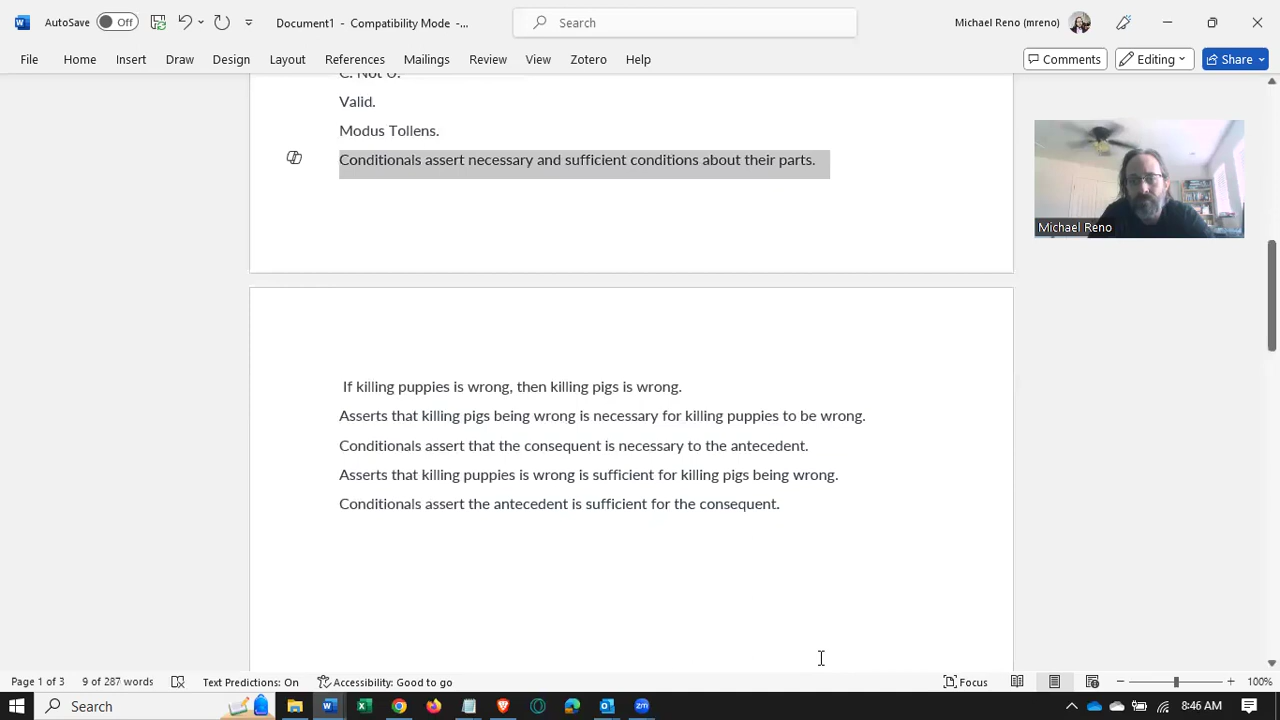 AutoSave Off Document1 - Compatibility Mode -... Search Michael Reno (mreno)
File Home Insert Draw Design Layout References Mailings Review View Zotero Help Comments Editing Share
C. Not U.
Valid.
Modus Tollens.
Conditionals assert necessary and sufficient conditions about their parts.
Michael Reno
If killing puppies is wrong, then killing pigs is wrong.
Asserts that killing pigs being wrong is necessary for killing puppies to be wrong.
Conditionals assert that the consequent is necessary to the antecedent.
Asserts that killing puppies is wrong is sufficient for killing pigs being wrong.
Conditionals assert the antecedent is sufficient for the consequent.
Page 1 of 3 9 of 287 words Text Predictions: On Accessibility: Good to go Focus 100%
Search 8:46 AM